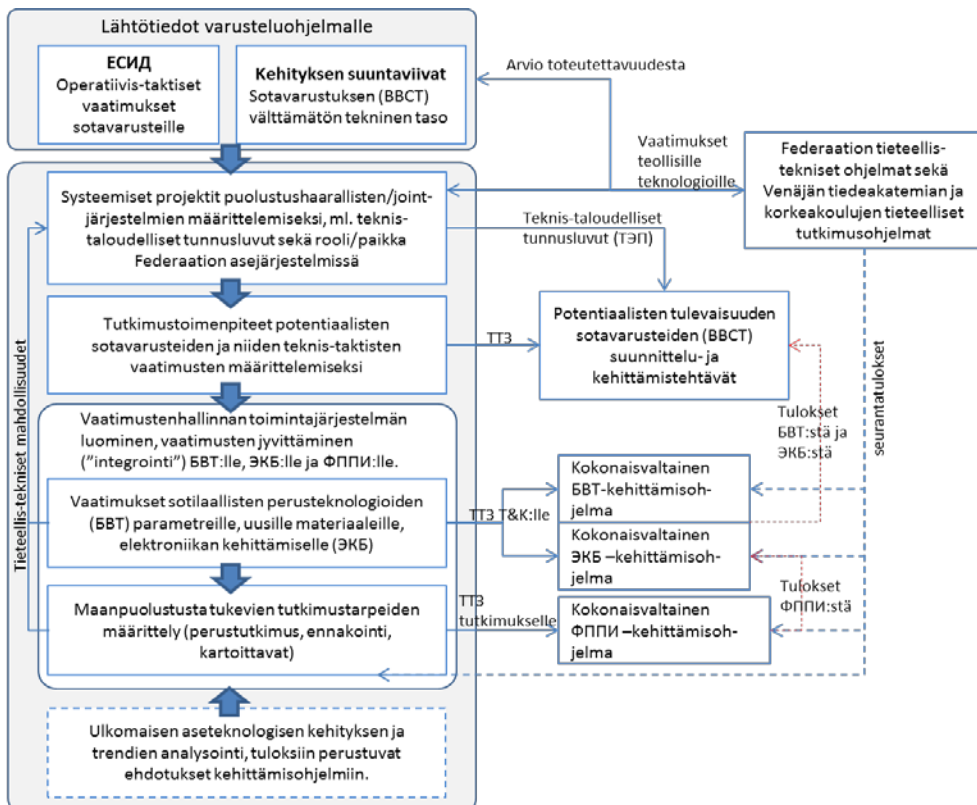 Lähtötiedot varusteluohjelmalle
ЕСИД
Operatiivis-taktiset
vaatimukset
sotavarusteille
Kehityksen suuntaviivat
Sotavarustuksen (BBCT)
välttämätön tekninen taso
Arvio toteutettavuudesta
Vaatimukset
teollisille
teknologioille
Federaation tieteellis-
tekniset ohjelmat sekä
Venäjän tiedeakatemian ja
korkeakoulujen tieteelliset
tutkimusohjelmat
Systeemiset projektit puolustushaarallisten/joint-
järjestelmien määrittelemiseksi, ml. teknis-
taloudelliset tunnusluvut sekä rooli/paikka
Federaation asejärjestelmissä
Teknis-taloudelliset
tunnusluvut (ТЭП)
Tutkimustoimenpiteet potentiaalisten
sotavarusteiden ja niiden teknis-taktisten
vaatimusten määrittelemiseksi
ТТЗ
Potentiaalisten tulevaisuuden
sotavarusteiden (BBCT)
suunnittelu- ja
kehittämistehtävät
Tieteellis-tekniset mahdollisuudet
seurantatulokset
Vaatimustenhallinnan toimintajärjestelmän
luominen, vaatimusten jyvittäminen
("integrointi") БВТ:lle, ЭКБ:lle ja ФППИ:lle.
Tulokset
БВТ:stä ja
ЭКБ:stä
Vaatimukset sotilaallisten perusteknologioiden
(БВТ) parametreille, uusille materiaaleille,
elektroniikan kehittämiselle (ЭКБ)
ТТЗ T&K:lle
Kokonaisvaltainen
БВТ-kehittämisoh-
jelma
Kokonaisvaltainen
ЭКБ –kehittämisoh-
jelma
Tulokset
ФППИ:stä
Maanpuolustusta tukevien tutkimustarpeiden
määrittely (perustutkimus, ennakointi,
kartoittavat)
ТТЗ
tutkimukselle
Kokonaisvaltainen
ФППИ –kehittämisoh-
jelma
Ulkomaisen aseteknologisen kehityksen ja
trendien analysointi, tuloksiin perustuvat
ehdotukset kehittämisohjelmiin.